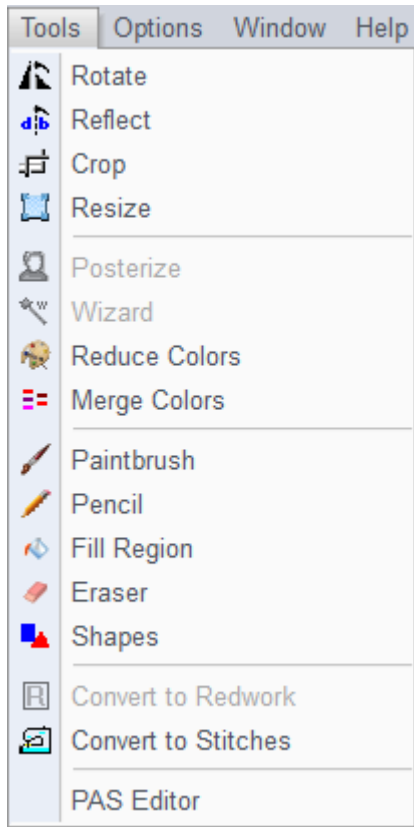 Tools Options Window Help
Rotate
Reflect
Crop
Resize
Posterize
Wizard
Reduce Colors
Merge Colors
Paintbrush
Pencil
Fill Region
Eraser
Shapes
Convert to Redwork
Convert to Stitches
PAS Editor